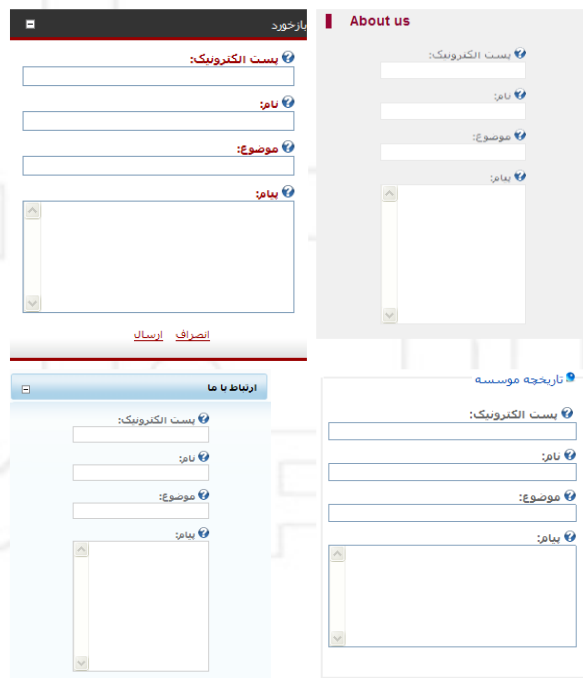 بازخورد
پست الکترونیک:
نام:
موضوع:
پیام:
انصراف ارسال
About us
پست الکترونیک:
نام:
موضوع:
پیام:
ارتباط با ما
پست الکترونیک:
نام:
موضوع:
پیام:
تاریخچه موسسه
پست الکترونیک:
نام:
موضوع:
پیام: